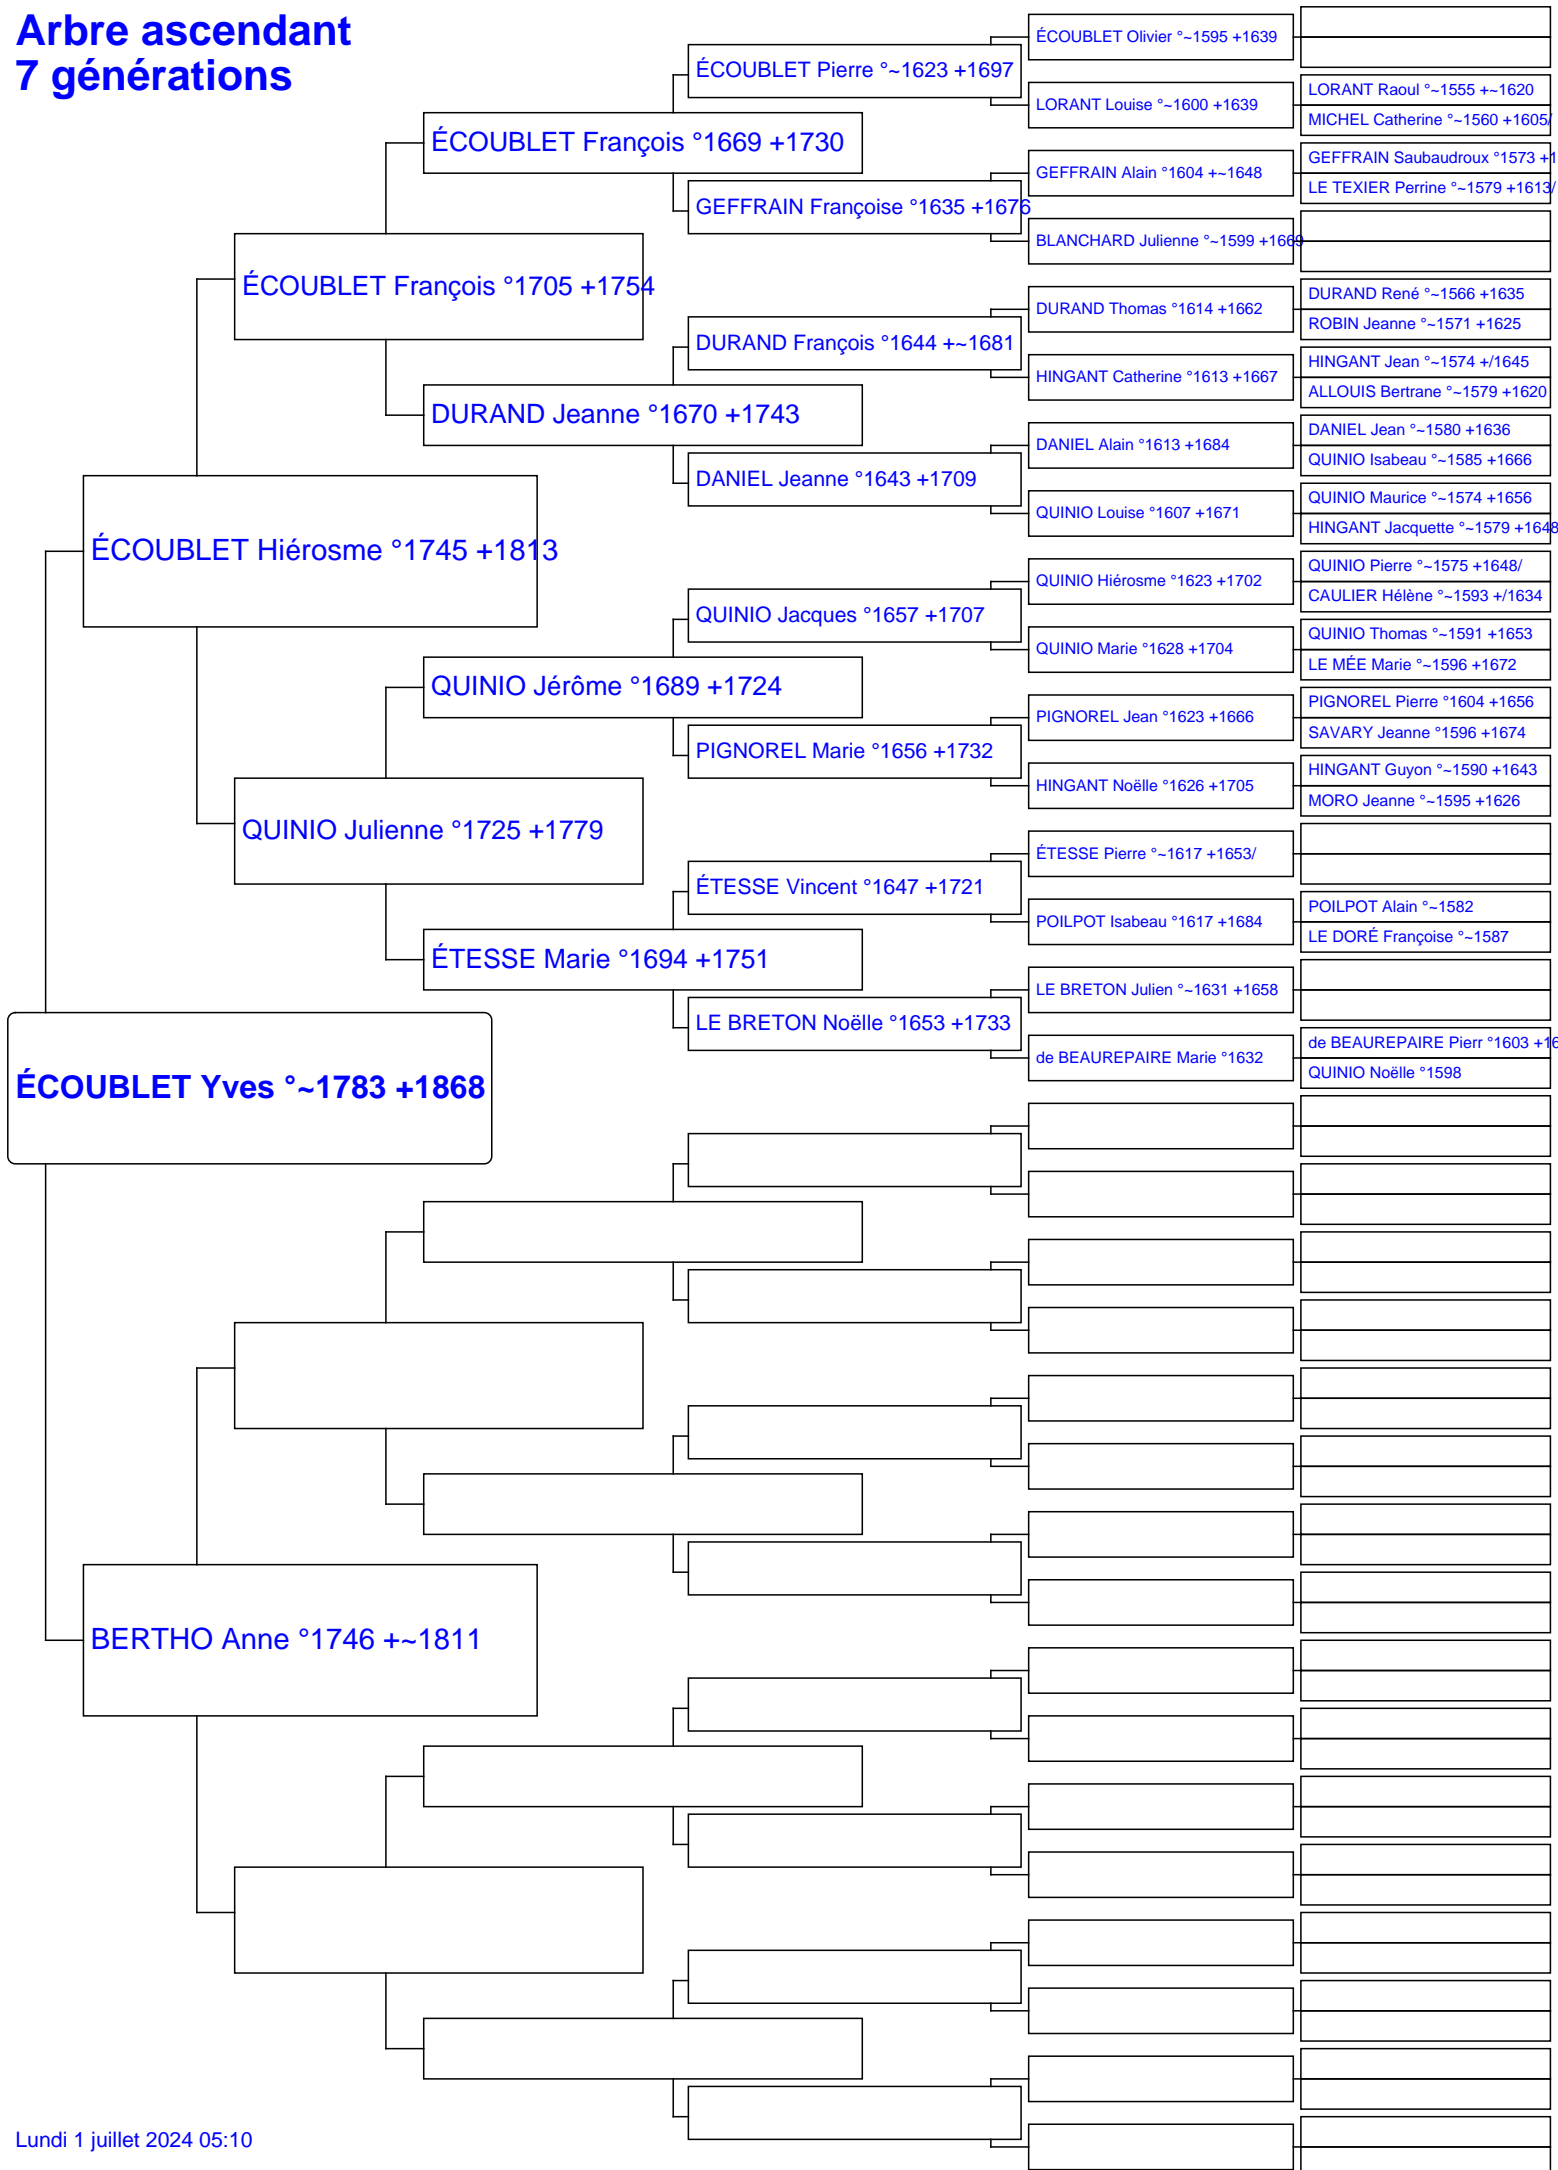 Arbre ascendant
7 générations
ÉCOUBLET Yves °~1783 +1868
ÉCOUBLET Hiérosme °1745 +1813
BERTHO Anne °1746 +~1811
ÉCOUBLET François °1705 +1754
QUINIO Julienne °1725 +1779
ÉCOUBLET François °1669 +1730
DURAND Jeanne °1670 +1743
QUINIO Jérôme °1689 +1724
ÉTESSE Marie °1694 +1751
ÉCOUBLET Pierre °~1623 +1697
GEFFRAIN Françoise °1635 +1676
DURAND François °1644 +~1681
DANIEL Jeanne °1643 +1709
QUINIO Jacques °1657 +1707
PIGNOREL Marie °1656 +1732
ÉTESSE Vincent °1647 +1721
LE BRETON Noëlle °1653 +1733
ÉCOUBLET Olivier °~1595 +1639
LORANT Louise °~1600 +1639
GEFFRAIN Alain °1604 +~1648
BLANCHARD Julienne °~1599 +1669
DURAND Thomas °1614 +1662
HINGANT Catherine °1613 +1667
DANIEL Alain °1613 +1684
QUINIO Louise °1607 +1671
QUINIO Hiérosme °1623 +1702
QUINIO Marie °1628 +1704
PIGNOREL Jean °1623 +1666
HINGANT Noëlle °1626 +1705
ÉTESSE Pierre °~1617 +1653/
POILPOT Isabeau °1617 +1684
LE BRETON Julien °~1631 +1658
de BEAUREPAIRE Marie °1632
LORANT Raoul °~1555 +~1620
MICHEL Catherine °~1560 +1605/
GEFFRAIN Saubaudroux °1573 +1
LE TEXIER Perrine °~1579 +1613/
DURAND René °~1566 +1635
ROBIN Jeanne °~1571 +1625
HINGANT Jean °~1574 +/1645
ALLOUIS Bertrane °~1579 +1620
DANIEL Jean °~1580 +1636
QUINIO Isabeau °~1585 +1666
QUINIO Maurice °~1574 +1656
HINGANT Jacquette °~1579 +1648
QUINIO Pierre °~1575 +1648/
CAULIER Hélène °~1593 +/1634
QUINIO Thomas °~1591 +1653
LE MÉE Marie °~1596 +1672
PIGNOREL Pierre °1604 +1656
SAVARY Jeanne °1596 +1674
HINGANT Guyon °~1590 +1643
MORO Jeanne °~1595 +1626
POILPOT Alain °~1582
LE DORÉ Françoise °~1587
de BEAUREPAIRE Pierr °1603 +16
QUINIO Noëlle °1598
Lundi 1 juillet 2024 05:10